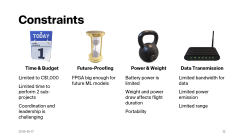 Constraints
TODAY
1
Time & Budget
Future-Proofing
Power & Weight
Data Transmission
Limited to C$1,000
Limited time to
perform 2 sub-
projects
Coordination and
leadership is
challenging
FPGA big enough for
future ML models
Battery power is
limited
Weight and power
draw affects flight
duration
Portability
Limited bandwidth for
data
Limited power
emission
Limited range